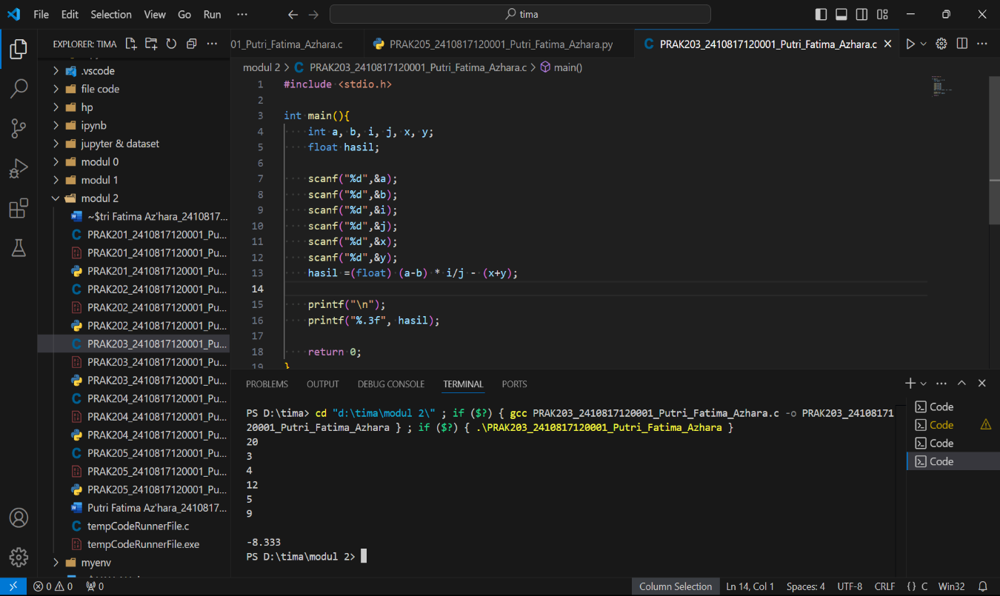 File Edit Selection View Go Run ··· tima
EXPLORER: TIMA ···
.vscode
file code
hp
ipynb
jupyter & dataset
modul 0
modul 1
modul 2
~$tri Fatima Az'hara_2410817...
PRAK201_2410817120001_Pu...
PRAK201_2410817120001_Pu...
PRAK201_2410817120001_Pu...
PRAK202_2410817120001_Pu...
PRAK202_2410817120001_Pu...
PRAK202_2410817120001_Pu...
PRAK203_2410817120001_Pu...
PRAK203_2410817120001_Pu...
PRAK203_2410817120001_Pu...
PRAK204_2410817120001_Pu...
PRAK204_2410817120001_Pu...
PRAK204_2410817120001_Pu...
PRAK205_2410817120001_Pu...
PRAK205_2410817120001_Pu...
PRAK205_2410817120001_Pu...
Putri Fatima Az'hara_2410817...
tempCodeRunnerFile.c
tempCodeRunnerFile.exe
myenv
01_Putri_Fatima_Azhara.c PRAK205_2410817120001_Putri_Fatima_Azhara.py C PRAK203_2410817120001_Putri_Fatima_Azhara.c
modul 2 > C PRAK203_2410817120001_Putri_Fatima_Azhara.c > main()
1 #include <stdio.h>
2
3 int main(){
4 int a, b, i, j, x, y;
5 float hasil;
6
7 scanf("%d",&a);
8 scanf("%d",&b);
9 scanf("%d",&i);
10 scanf("%d",&j);
11 scanf("%d",&x);
12 scanf("%d",&y);
13 hasil =(float) (a-b) * i/j - (x+y);
14
15 printf("\n");
16 printf("%.3f", hasil);
17
18 return 0;
19 }
PROBLEMS OUTPUT DEBUG CONSOLE TERMINAL PORTS
PS D:\tima> cd "d:\tima\modul 2\" ; if ($?) { gcc PRAK203_2410817120001_Putri_Fatima_Azhara.c -o PRAK203_24108171
20001_Putri_Fatima_Azhara } ; if ($?) { .\PRAK203_2410817120001_Putri_Fatima_Azhara }
20
3
4
12
5
9
-8.333
PS D:\tima\modul 2>
Code
Code
Code
Code
0 0 0 Column Selection Ln 14, Col 1 Spaces: 4 UTF-8 CRLF {} C Win32